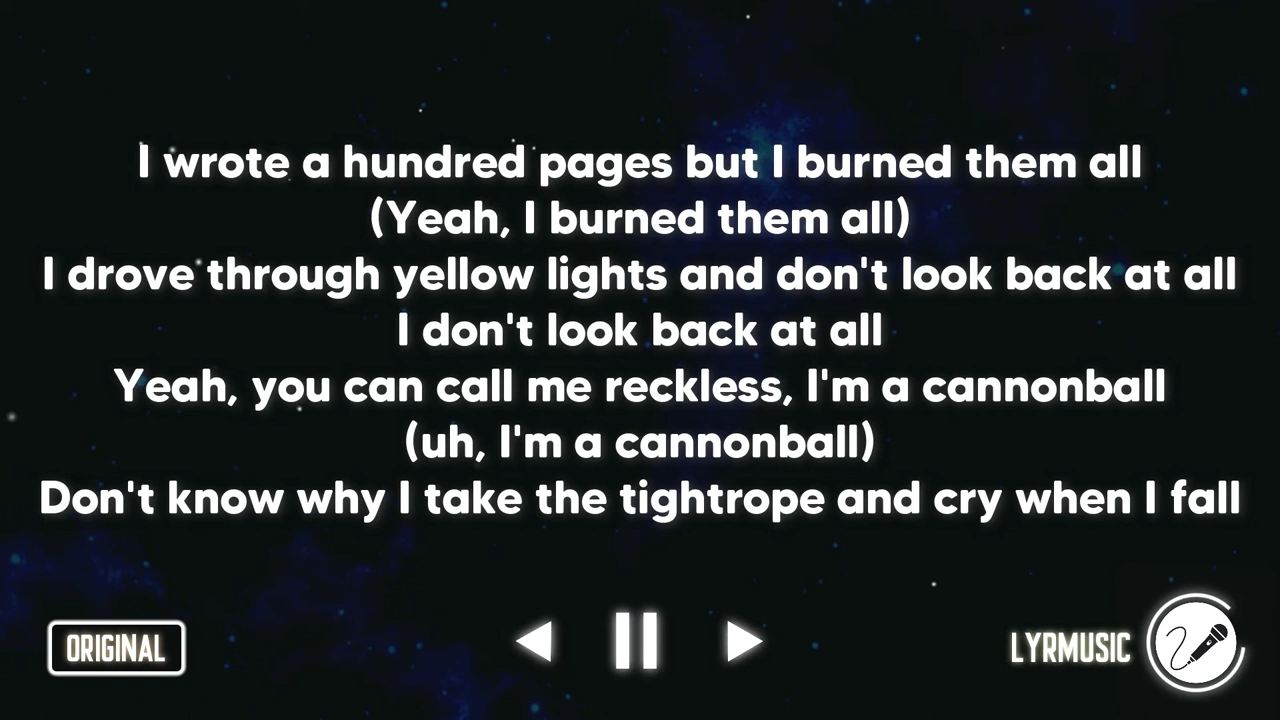 I wrote a hundred pages but I burned them all
(Yeah, I burned them all)
I drove through yellow lights and don't look back at all
I don't look back at all
Yeah, you can call me reckless, I'm a cannonball
(uh, I'm a cannonball)
Don't know why I take the tightrope and cry when I fall
ORIGINAL
LYRMUSIC